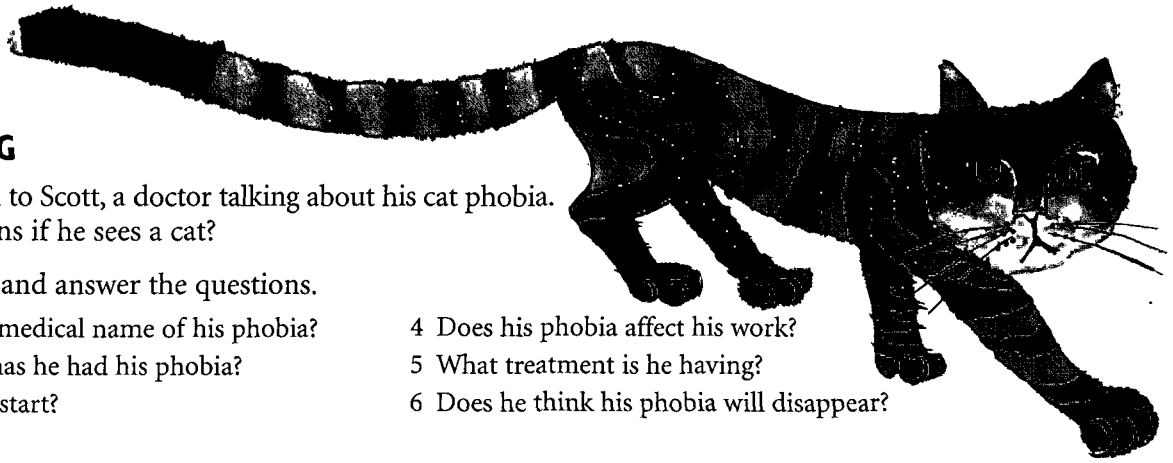 G
to Scott, a doctor talking about his cat phobia.
ns if he sees a cat?
and answer the questions.
medical name of his phobia?
as he had his phobia?
start?
4 Does his phobia affect his work?
5 What treatment is he having?
6 Does he think his phobia will disappear?